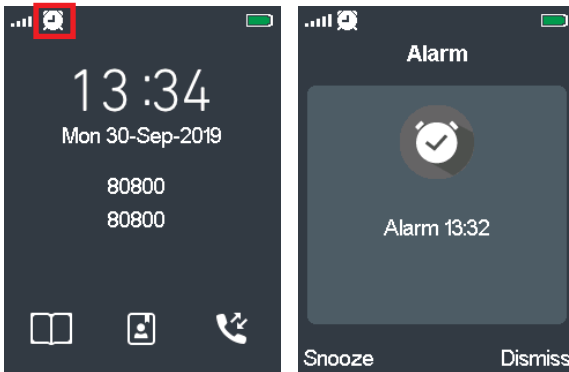 13:34
Mon 30-Sep-2019
80800
80800
Alarm
Alarm 13:32
Snooze Dismiss